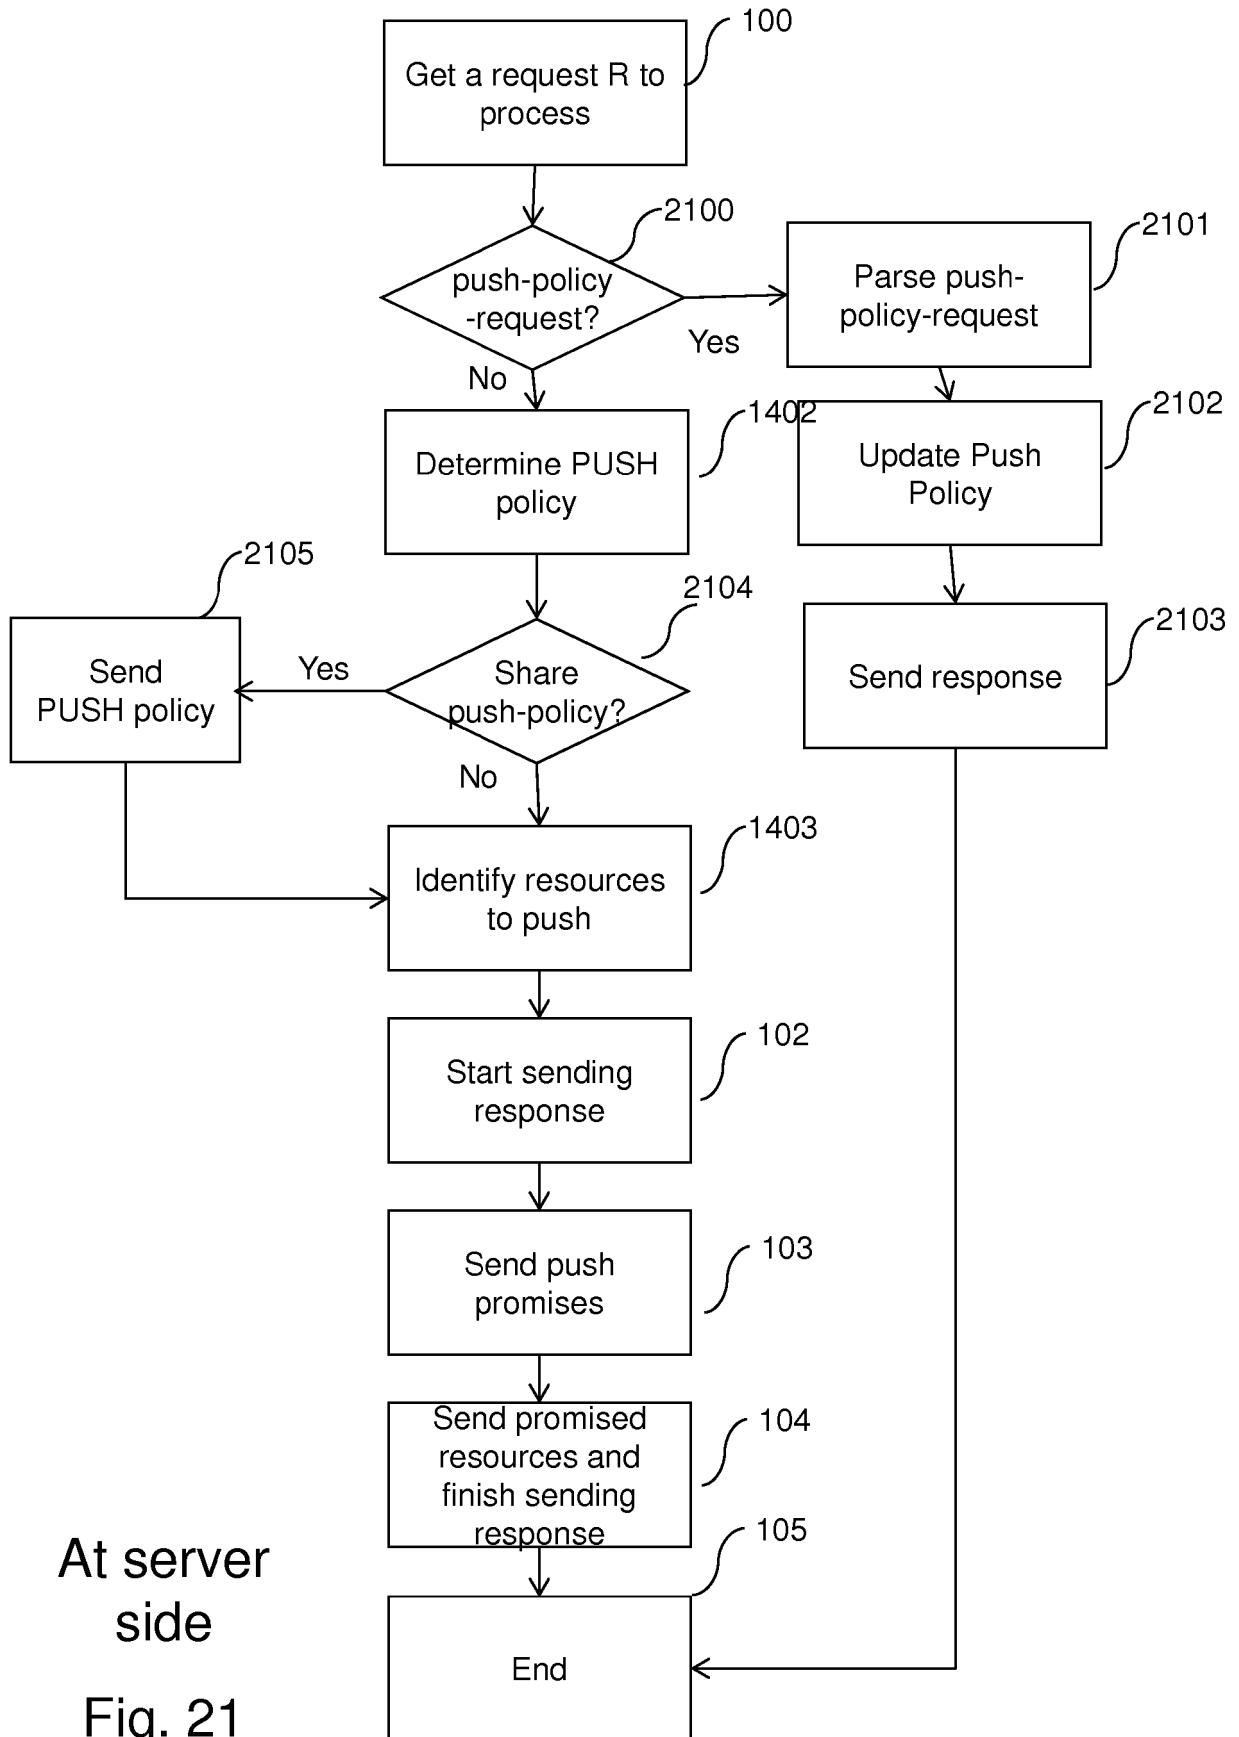 100
Get a request R to
process
2100
push-policy
-request?
Yes
No
2101
Parse push-
policy-request
1402
Determine PUSH
policy
2102
Update Push
Policy
2105
Send
PUSH policy
2104
Share
push-policy?
Yes
No
2103
Send response
1403
Identify resources
to push
102
Start sending
response
103
Send push
promises
104
Send promised
resources and
finish sending
response
105
End
At server
side
Fig. 21